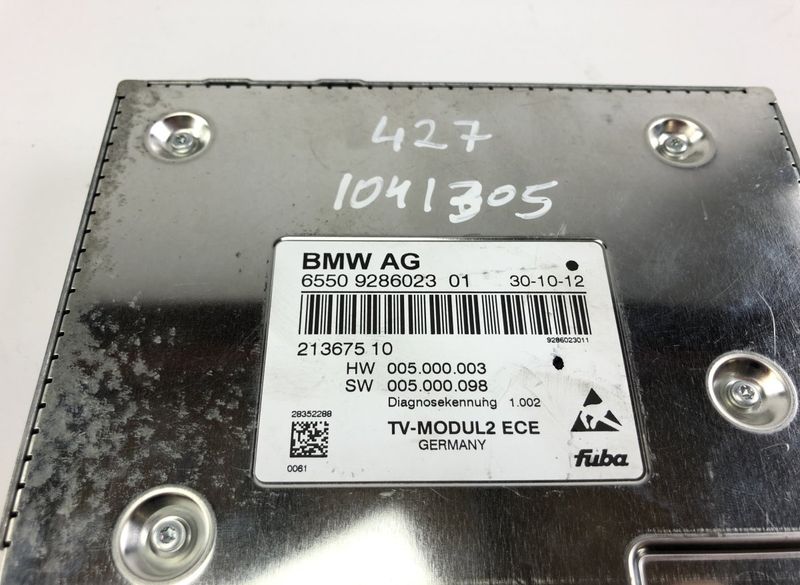 427
1041305
BMW AG
6550 9286023 01 30-10-12
9286023011
213675 10
HW 005.000.003
SW 005.000.098
Diagnosekennuhg 1.002
28352288
TV-MODUL2 ECE
GERMANY
0061
fuba